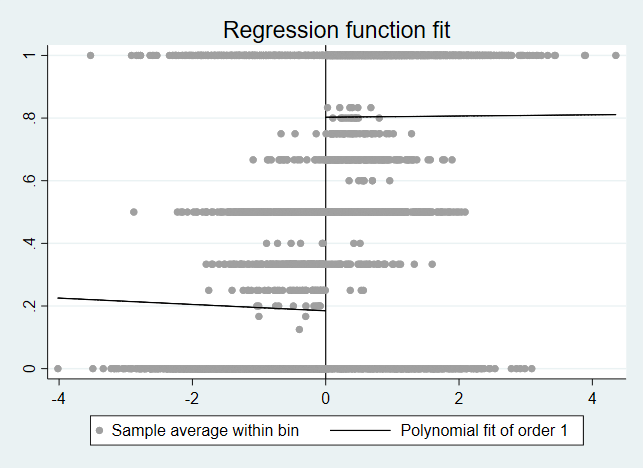 Regression function fit
1
.8
.6
.4
.2
0
-4 -2 0 2 4
Sample average within bin Polynomial fit of order 1